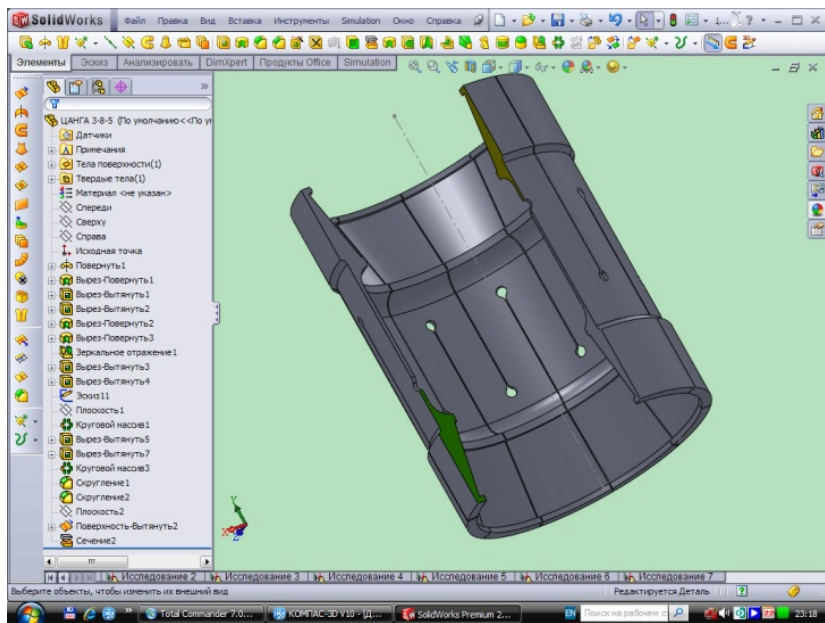 SolidWorks Файл Правка Вид Вставка Инструменты Simulation Окно Справка
Элементы Эскиз Анализировать DimXpert Продукты Office Simulation
ЦАНГА 3-8-5 (По умолчанию<<По ум
Датчики
Примечания
Тела поверхности(1)
Твердые тела(1)
Материал <не указан>
Спереди
Сверху
Справа
Исходная точка
Повернуть1
Вырез-Повернуть1
Вырез-Вытянуть1
Вырез-Вытянуть2
Вырез-Повернуть2
Вырез-Повернуть3
Зеркальное отражение1
Вырез-Вытянуть3
Вырез-Вытянуть4
Эскиз11
Плоскость1
Круговой массив1
Вырез-Вытянуть5
Вырез-Вытянуть7
Круговой массив3
Скругление1
Скругление2
Плоскость2
Поверхность-Вытянуть2
Сечение2
Исследование 2 Исследование 3 Исследование 4 Исследование 5 Исследование 6 Исследование 7
Выберите объекты, чтобы изменить их внешний вид Редактируется Деталь
Total Commander 7.0... КОМПАС-3D V10 - [Д... SolidWorks Premium 2... EN Поиск на рабочем с 22 23:18